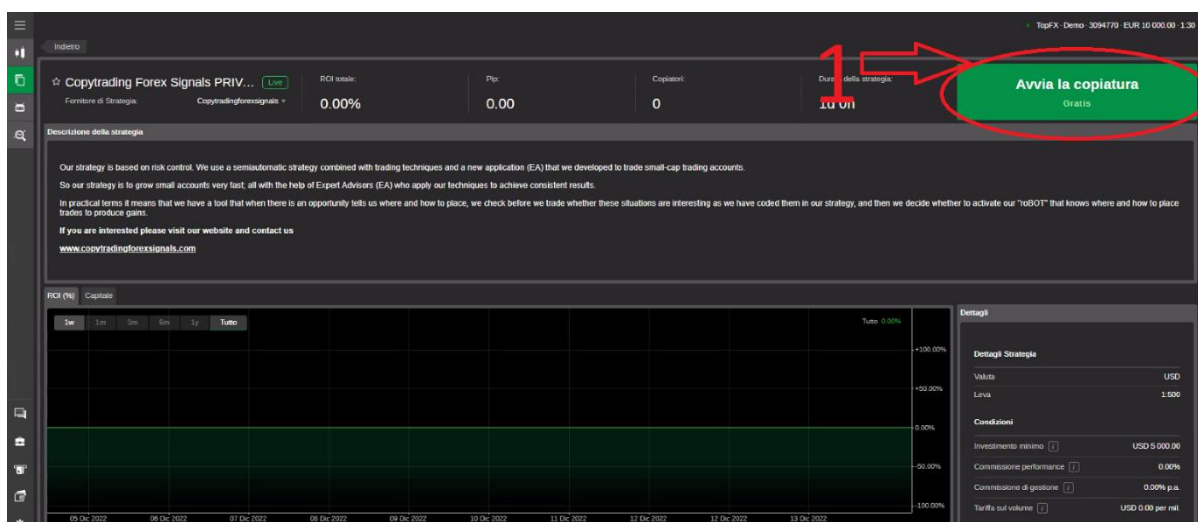 TopFX · Demo · 3094770 · EUR 10 000.00 · 1:30
Indietro
1
Copytrading Forex Signals PRIV... Live
ROI totale:
Pip:
Copiatori:
Durata della strategia:
Avvia la copiatura
Gratis
Fornitore di Strategia: Copytradingforexsignals
0.00%
0.00
0
1d 0h
Descrizione della strategia
Our strategy is based on risk control. We use a semiautomatic strategy combined with trading techniques and a new application (EA) that we developed to trade small-cap trading accounts.
So our strategy is to grow small accounts very fast; all with the help of Expert Advisors (EA) who apply our techniques to achieve consistent results.
In practical terms it means that we have a tool that when there is an opportunity tells us where and how to place, we check before we trade whether these situations are interesting as we have coded them in our strategy, and then we decide whether to activate our "roBOT" that knows where and how to place
trades to produce gains.
If you are interested please visit our website and contact us
www.copytradingforexsignals.com
ROI (%) Capitale
1w 1m 3m 6m 1y Tutto
Tutto 0.00%
+100.00%
+50.00%
0.00%
-50.00%
-100.00%
05 Dic 2022 06 Dic 2022 07 Dic 2022 08 Dic 2022 09 Dic 2022 10 Dic 2022 11 Dic 2022 12 Dic 2022 12 Dic 2022 13 Dic 2022
Dettagli
Dettagli Strategia
Valuta USD
Leva 1:500
Condizioni
Investimento minimo i USD 5 000.00
Commissione performance i 0.00%
Commissione di gestione i 0.00% p.a.
Tariffa sul volume i USD 0.00 per mil.